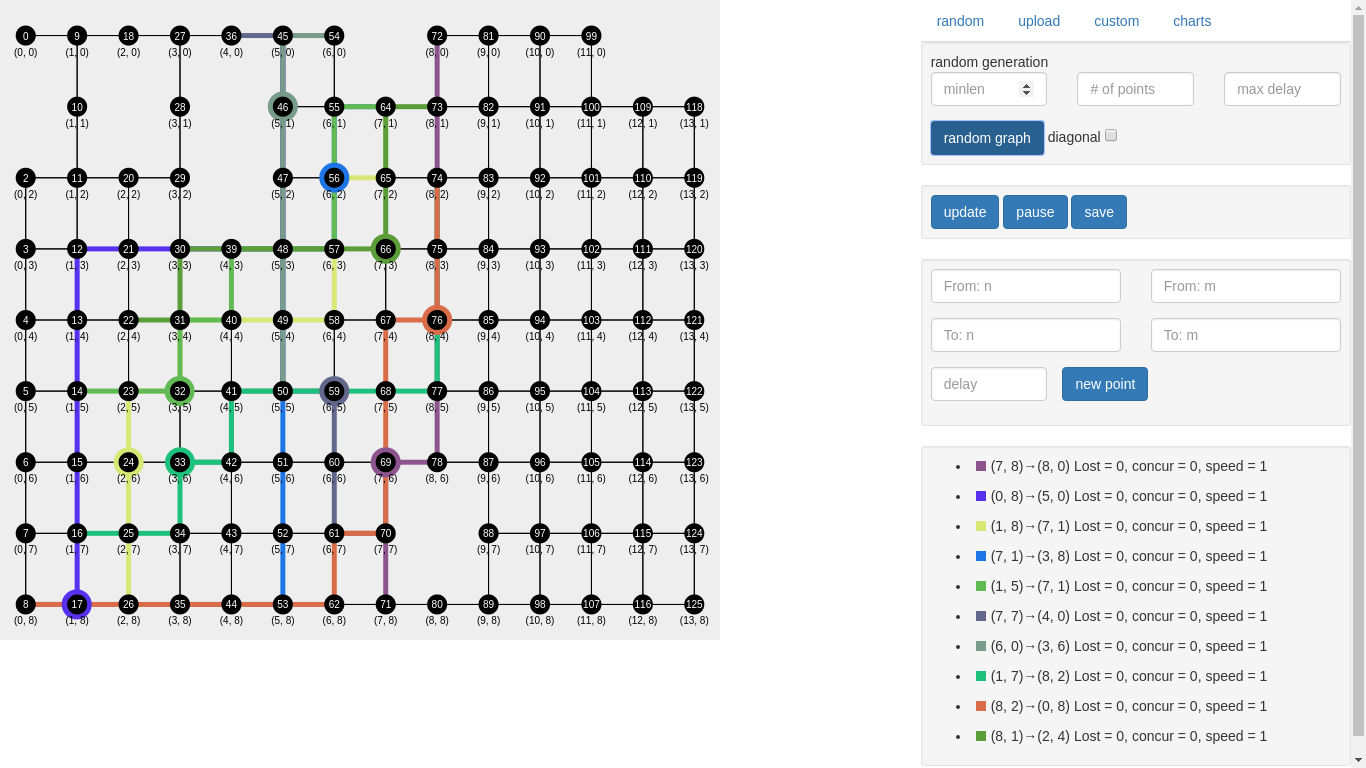 random upload custom charts
random generation
minlen # of points max delay
random graph diagonal
update pause save
From: n From: m
To: n To: m
delay new point
(7, 8)→(8, 0) Lost = 0, concur = 0, speed = 1
(0, 8)→(5, 0) Lost = 0, concur = 0, speed = 1
(1, 8)→(7, 1) Lost = 0, concur = 0, speed = 1
(7, 1)→(3, 8) Lost = 0, concur = 0, speed = 1
(1, 5)→(7, 1) Lost = 0, concur = 0, speed = 1
(7, 7)→(4, 0) Lost = 0, concur = 0, speed = 1
(6, 0)→(3, 6) Lost = 0, concur = 0, speed = 1
(1, 7)→(8, 2) Lost = 0, concur = 0, speed = 1
(8, 2)→(0, 8) Lost = 0, concur = 0, speed = 1
(8, 1)→(2, 4) Lost = 0, concur = 0, speed = 1
0 9 18 27 36 45 54 72 81 90 99
(0, 0) (1, 0) (2, 0) (3, 0) (4, 0) (5, 0) (6, 0) (8, 0) (9, 0) (10, 0) (11, 0)
10 28 46 55 64 73 82 91 100 109 118
(1, 1) (3, 1) (5, 1) (6, 1) (7, 1) (8, 1) (9, 1) (10, 1) (11, 1) (12, 1) (13, 1)
2 11 20 29 47 56 65 74 83 92 101 110 119
(0, 2) (1, 2) (2, 2) (3, 2) (5, 2) (6, 2) (7, 2) (8, 2) (9, 2) (10, 2) (11, 2) (12, 2) (13, 2)
3 12 21 30 39 48 57 66 75 84 93 102 111 120
(0, 3) (1, 3) (2, 3) (3, 3) (4, 3) (5, 3) (6, 3) (7, 3) (8, 3) (9, 3) (10, 3) (11, 3) (12, 3) (13, 3)
4 13 22 31 40 49 58 67 76 85 94 103 112 121
(0, 4) (1, 4) (2, 4) (3, 4) (4, 4) (5, 4) (6, 4) (7, 4) (8, 4) (9, 4) (10, 4) (11, 4) (12, 4) (13, 4)
5 14 23 32 41 50 59 68 77 86 95 104 113 122
(0, 5) (1, 5) (2, 5) (3, 5) (4, 5) (5, 5) (6, 5) (7, 5) (8, 5) (9, 5) (10, 5) (11, 5) (12, 5) (13, 5)
6 15 24 33 42 51 60 69 78 87 96 105 114 123
(0, 6) (1, 6) (2, 6) (3, 6) (4, 6) (5, 6) (6, 6) (7, 6) (8, 6) (9, 6) (10, 6) (11, 6) (12, 6) (13, 6)
7 16 25 34 43 52 61 70 88 97 106 115 124
(0, 7) (1, 7) (2, 7) (3, 7) (4, 7) (5, 7) (6, 7) (7, 7) (9, 7) (10, 7) (11, 7) (12, 7) (13, 7)
8 17 26 35 44 53 62 71 80 89 98 107 116 125
(0, 8) (1, 8) (2, 8) (3, 8) (4, 8) (5, 8) (6, 8) (7, 8) (8, 8) (9, 8) (10, 8) (11, 8) (12, 8) (13, 8)